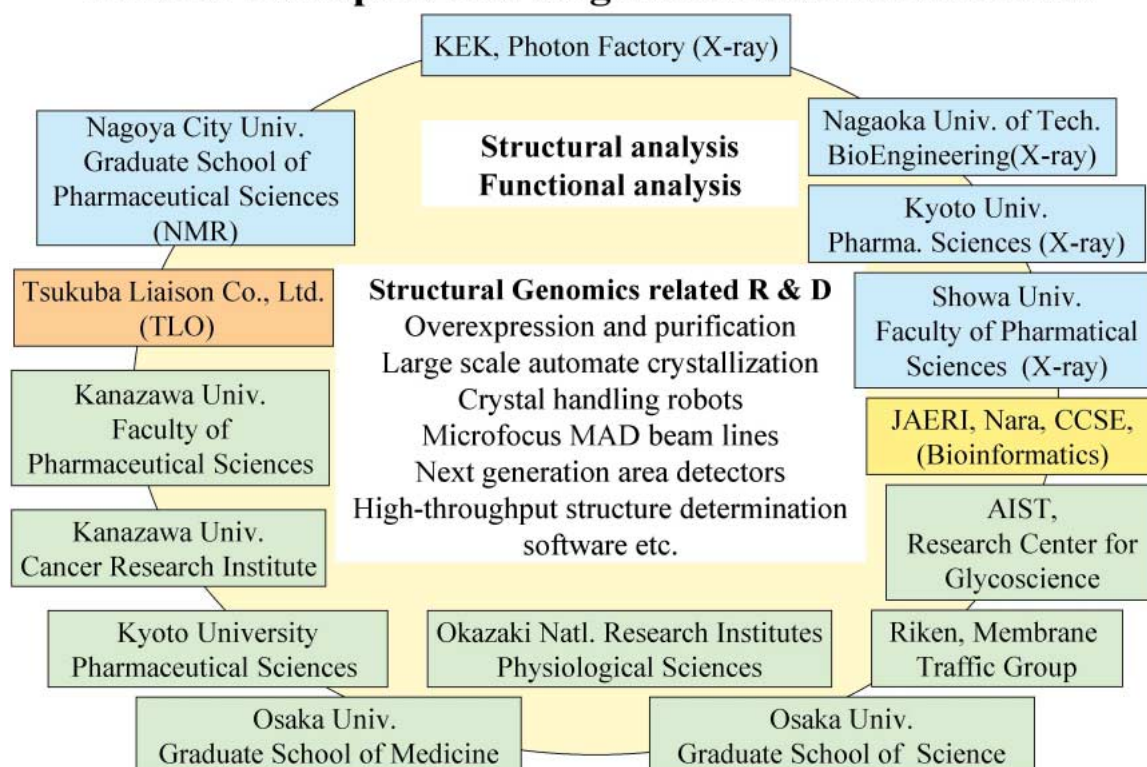 KEK, Photon Factory (X-ray)
Nagoya City Univ.
Graduate School of
Pharmaceutical Sciences
(NMR)
Structural analysis
Functional analysis
Nagaoka Univ. of Tech.
BioEngineering(X-ray)
Kyoto Univ.
Pharma. Sciences (X-ray)
Tsukuba Liaison Co., Ltd.
(TLO)
Structural Genomics related R & D
Overexpression and purification
Large scale automate crystallization
Crystal handling robots
Microfocus MAD beam lines
Next generation area detectors
High-throughput structure determination
software etc.
Showa Univ.
Faculty of Pharmatical
Sciences (X-ray)
Kanazawa Univ.
Faculty of
Pharmaceutical Sciences
JAERI, Nara, CCSE,
(Bioinformatics)
Kanazawa Univ.
Cancer Research Institute
AIST,
Research Center for
Glycoscience
Kyoto University
Pharmaceutical Sciences
Okazaki Natl. Research Institutes
Physiological Sciences
Riken, Membrane
Traffic Group
Osaka Univ.
Graduate School of Medicine
Osaka Univ.
Graduate School of Science